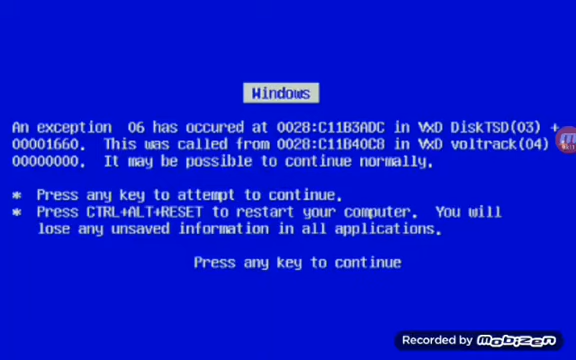 Windows
An exception 06 has occured at 0028:C11B3ADC in VxD DiskTSD(03) +
00001660. This was called from 0028:C11B40C8 in VxD voltrack(04)
00000000. It may be possible to continue normally.
* Press any key to attempt to continue.
* Press CTRL+ALT+RESET to restart your computer. You will
lose any unsaved information in all applications.
Press any key to continue
Recorded by mobizen